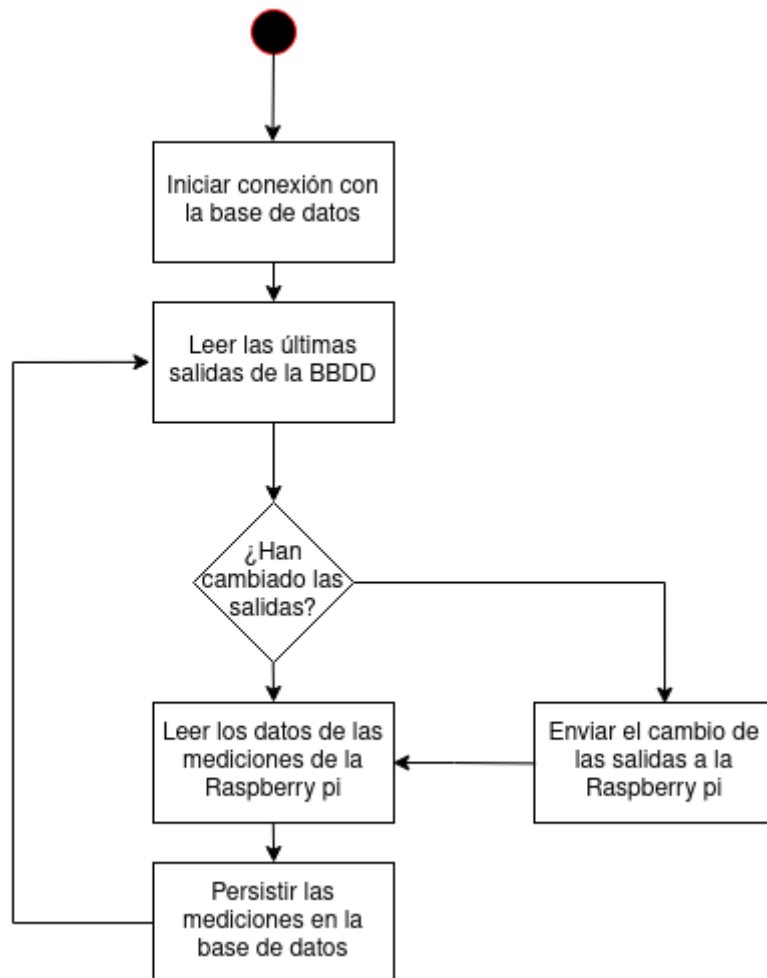 Iniciar conexión con
la base de datos
Leer las últimas
salidas de la BBDD
¿Han
cambiado las
salidas?
Leer los datos de las
mediciones de la
Raspberry pi
Enviar el cambio de
las salidas a la
Raspberry pi
Persistir las
mediciones en la
base de datos